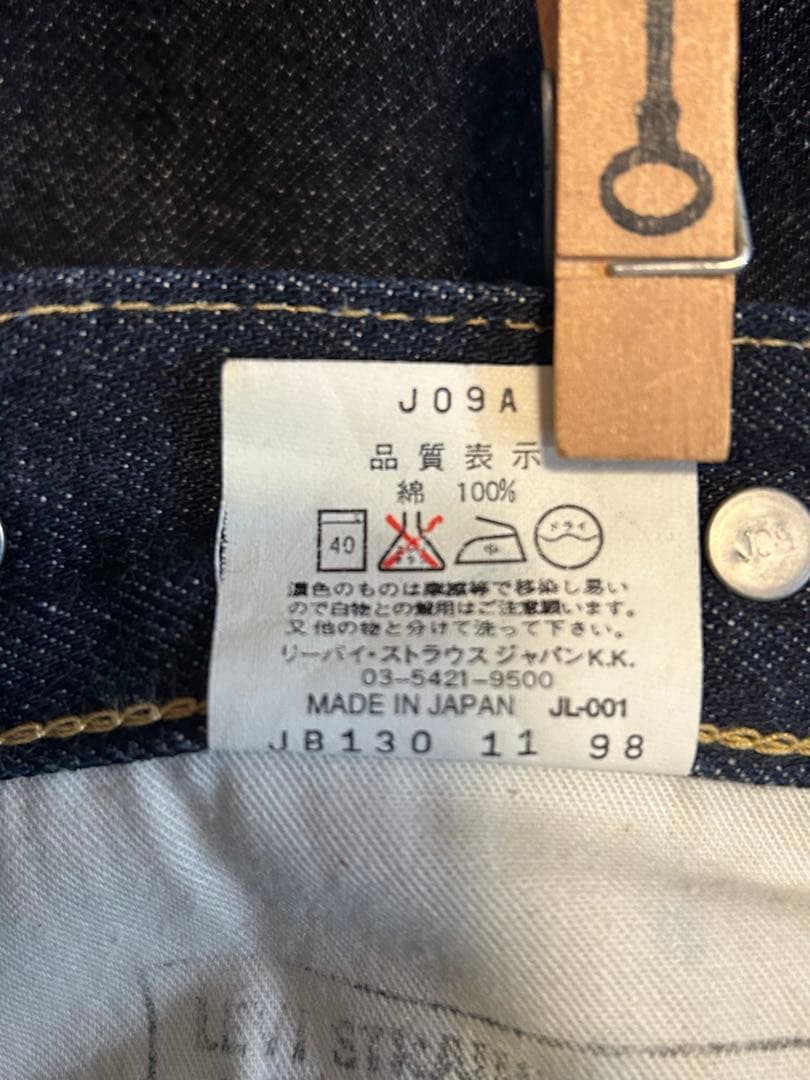 J09A
品質表示
綿 100%
40 中 ドライ
濃色のものは摩擦等で移染し易い
ので白物との着用はご注意願います。
又他の物と分けて洗って下さい。
リーバイ・ストラウス ジャパンK.K.
03-5421-9500
MADE IN JAPAN JL-001
JB130 11 98
J09
LEVI STRAU